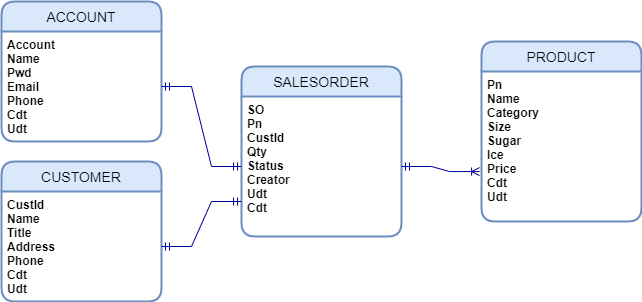 ACCOUNT
Account
Name
Pwd
Email
Phone
Cdt
Udt
CUSTOMER
CustId
Name
Title
Address
Phone
Cdt
Udt
SALESORDER
SO
Pn
CustId
Qty
Status
Creator
Udt
Cdt
PRODUCT
Pn
Name
Category
Size
Sugar
Ice
Price
Cdt
Udt